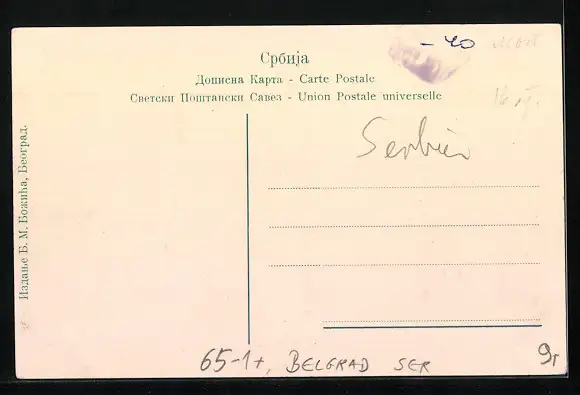 - 40
Србија
Дописна Карта - Carte Postale
Светски Поштански Савез - Union Postale universelle
Serbien
Издање Б. М. Божића, Београд.
65-1+, BELGRAD SER